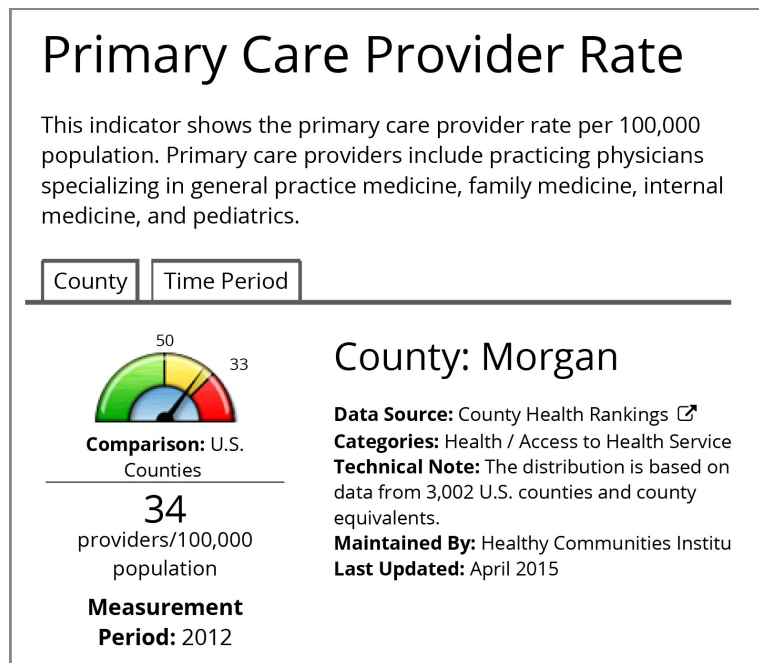 Primary Care Provider Rate
This indicator shows the primary care provider rate per 100,000
population. Primary care providers include practicing physicians
specializing in general practice medicine, family medicine, internal
medicine, and pediatrics.
County
Time Period
50
33
Comparison: U.S.
Counties
34
providers/100,000
population
Measurement
Period: 2012
County: Morgan
Data Source: County Health Rankings
Categories: Health / Access to Health Service
Technical Note: The distribution is based on
data from 3,002 U.S. counties and county
equivalents.
Maintained By: Healthy Communities Institu
Last Updated: April 2015